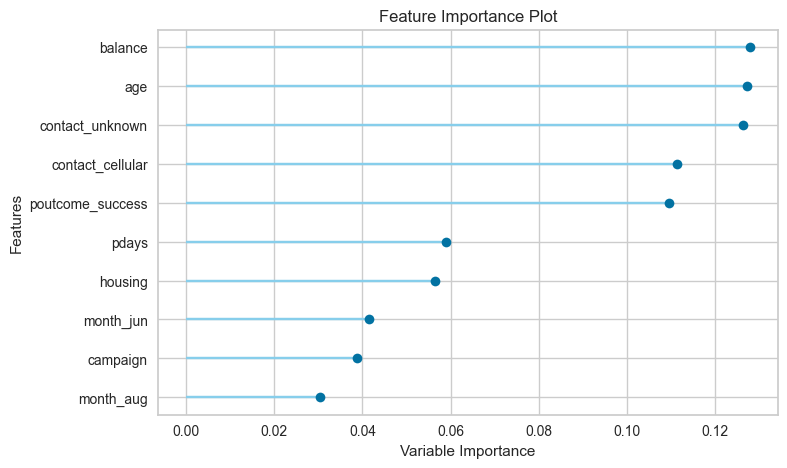 Feature Importance Plot
balance
age
contact_unknown
contact_cellular
poutcome_success
pdays
housing
month_jun
campaign
month_aug
Features
0.00 0.02 0.04 0.06 0.08 0.10 0.12
Variable Importance